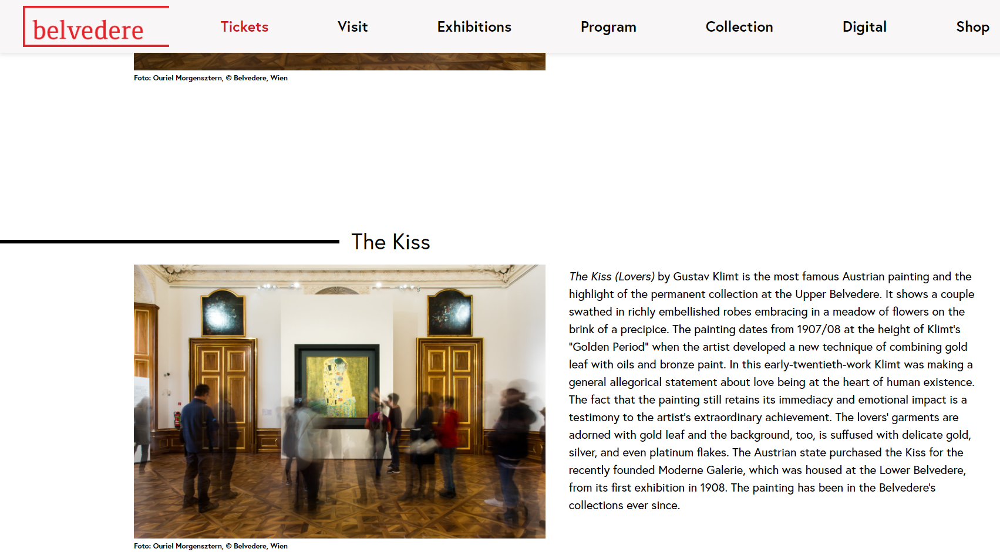 belvedere
Tickets
Visit
Exhibitions
Program
Collection
Digital
Shop
Foto: Ouriel Morgensztern, © Belvedere, Wien
The Kiss
The Kiss (Lovers) by Gustav Klimt is the most famous Austrian painting and the
highlight of the permanent collection at the Upper Belvedere. It shows a couple
swathed in richly embellished robes embracing in a meadow of flowers on the
brink of a precipice. The painting dates from 1907/08 at the height of Klimt's
"Golden Period" when the artist developed a new technique of combining gold
leaf with oils and bronze paint. In this early-twentieth-work Klimt was making a
general allegorical statement about love being at the heart of human existence.
The fact that the painting still retains its immediacy and emotional impact is a
testimony to the artist's extraordinary achievement. The lovers' garments are
adorned with gold leaf and the background, too, is suffused with delicate gold,
silver, and even platinum flakes. The Austrian state purchased the Kiss for the
recently founded Moderne Galerie, which was housed at the Lower Belvedere,
from its first exhibition in 1908. The painting has been in the Belvedere's
collections ever since.
Foto: Ouriel Morgensztern, © Belvedere, Wien